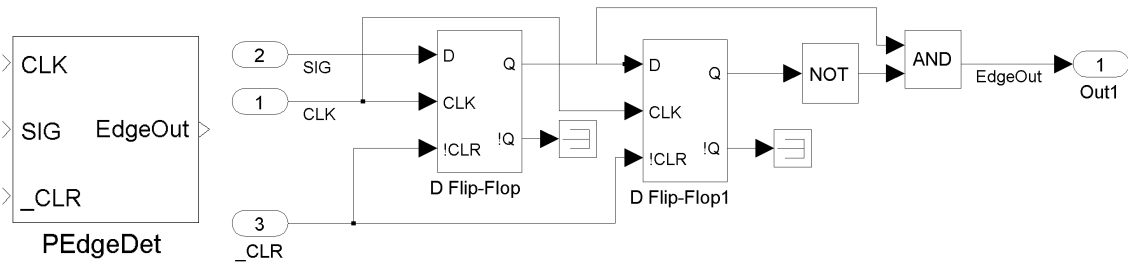 CLK
SIG
EdgeOut
_CLR
PEdgeDet
2
SIG
1
CLK
3
_CLR
D
Q
CLK
!Q
!CLR
D Flip-Flop
D
Q
CLK
!Q
!CLR
D Flip-Flop1
NOT
AND
EdgeOut
1
Out1